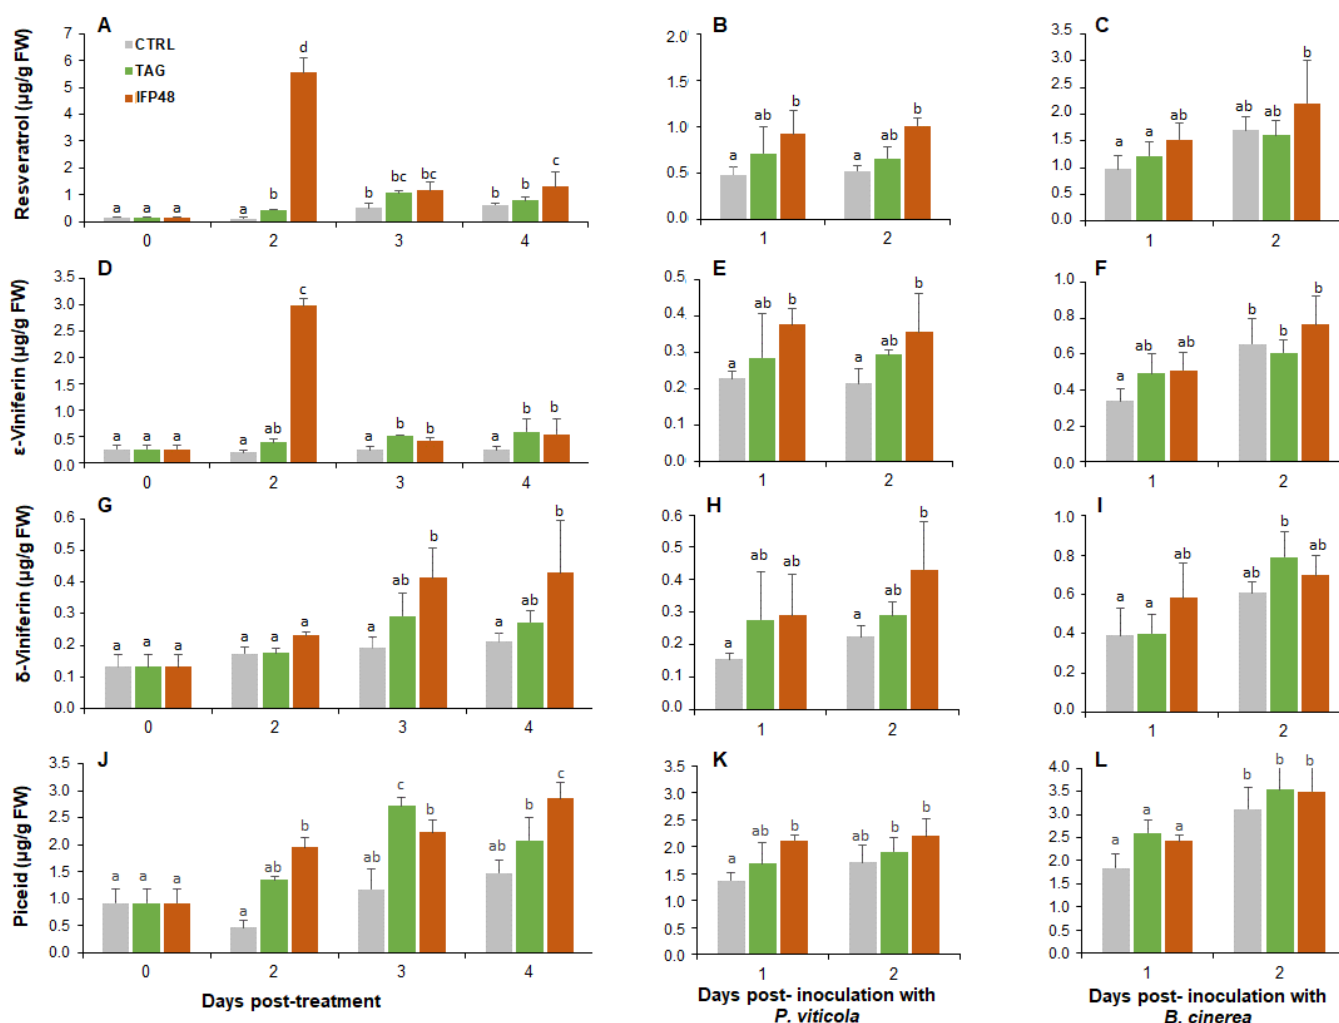 A
Resveratrol (µg/g FW)
7
6
5
4
3
2
1
0
CTRL
TAG
IFP48
a a a
a b d
b bc bc
b b c
0 2 3 4
B
2.0
1.5
1.0
0.5
0.0
a ab b
a ab b
1 2
C
3.5
3.0
2.5
2.0
1.5
1.0
0.5
0.0
a a ab
ab ab b
1 2
D
ε-Viniferin (µg/g FW)
3.5
3.0
2.5
2.0
1.5
1.0
0.5
0.0
a a a
a ab c
a b b
a b b
0 2 3 4
E
0.5
0.4
0.3
0.2
0.1
0.0
a ab b
a ab b
1 2
F
1.0
0.8
0.6
0.4
0.2
0.0
a ab ab
b b b
1 2
G
δ-Viniferin (µg/g FW)
0.6
0.5
0.4
0.3
0.2
0.1
0.0
a a a
a a a
a ab b
a ab b
0 2 3 4
H
0.6
0.5
0.4
0.3
0.2
0.1
0.0
a ab ab
a ab b
1 2
I
1.0
0.8
0.6
0.4
0.2
0.0
a a ab
ab b ab
1 2
J
Piceid (µg/g FW)
3.5
3.0
2.5
2.0
1.5
1.0
0.5
0.0
a a a
a ab b
ab c b
ab b c
0 2 3 4
Days post-treatment
K
3.5
3.0
2.5
2.0
1.5
1.0
0.5
0.0
a ab b
ab b b
1 2
Days post- inoculation with
P. viticola
L
4.0
3.5
3.0
2.5
2.0
1.5
1.0
0.5
0.0
a a a
b b b
1 2
Days post- inoculation with
B. cinerea